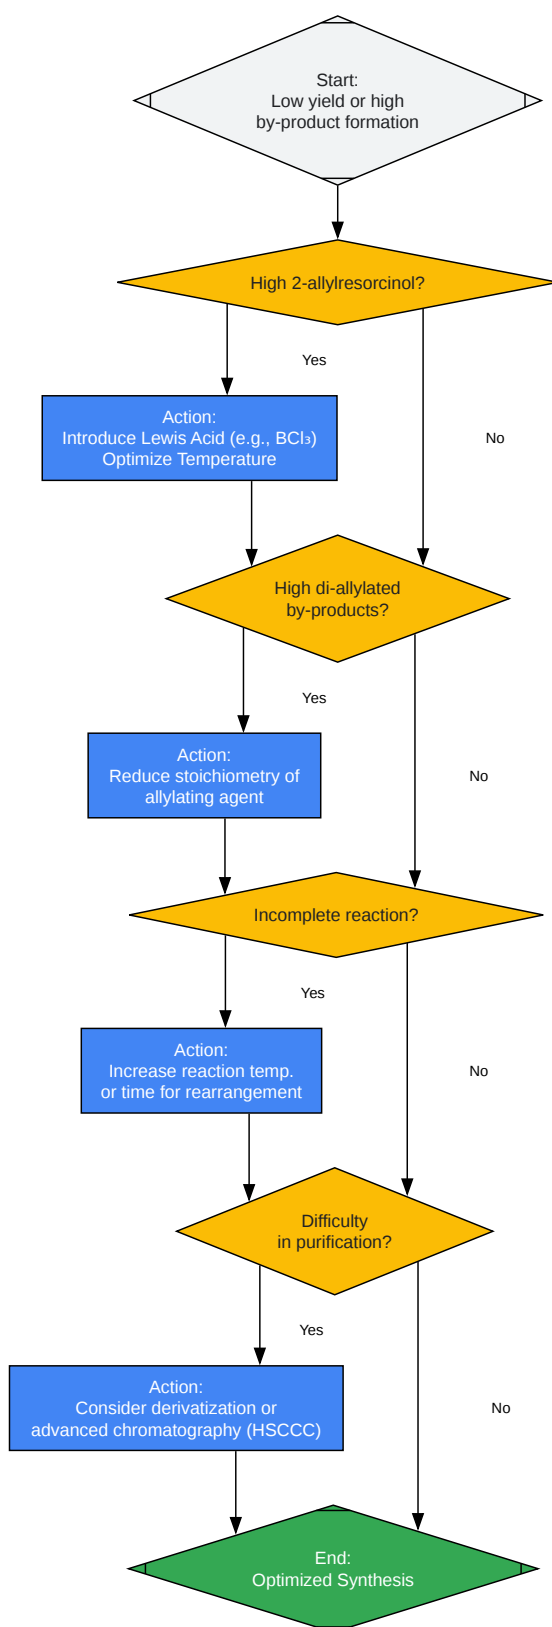 Start:
Low yield or high
by-product formation
High 2-allylresorcinol?
Yes
No
Action:
Introduce Lewis Acid (e.g., BCl₃)
Optimize Temperature
High di-allylated
by-products?
Yes
No
Action:
Reduce stoichiometry of
allylating agent
Incomplete reaction?
Yes
No
Action:
Increase reaction temp.
or time for rearrangement
Difficulty
in purification?
Yes
No
Action:
Consider derivatization or
advanced chromatography (HSCCC)
End:
Optimized Synthesis